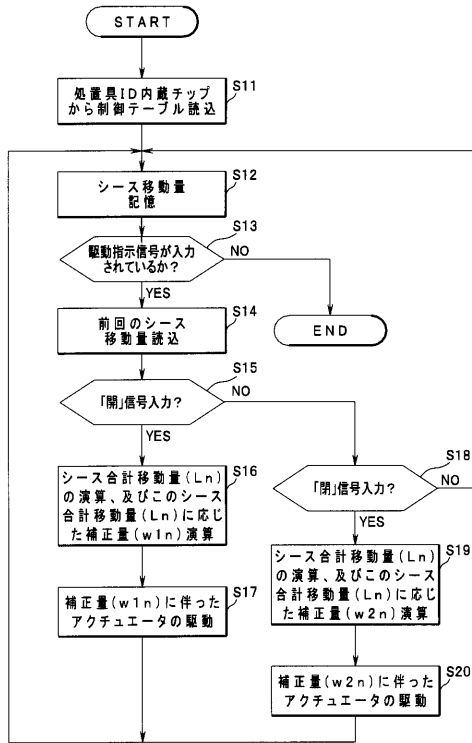 START
S11
処置具ID内蔵チップ
から制御テーブル読込
S12
シース移動量
記憶
S13
駆動指示信号が入力
されているか?
NO
YES
S14
前回のシース
移動量読込
END
S15
「開」信号入力?
NO
YES
S16
シース合計移動量(Ln)
の演算、及びこのシース
合計移動量(Ln)に応じ
た補正量(w1n)演算
S17
補正量(w1n)に伴った
アクチュエータの駆動
S18
「閉」信号入力?
NO
YES
S19
シース合計移動量(Ln)
の演算、及びこのシース
合計移動量(Ln)に応じ
た補正量(w2n)演算
S20
補正量(w2n)に伴った
アクチュエータの駆動